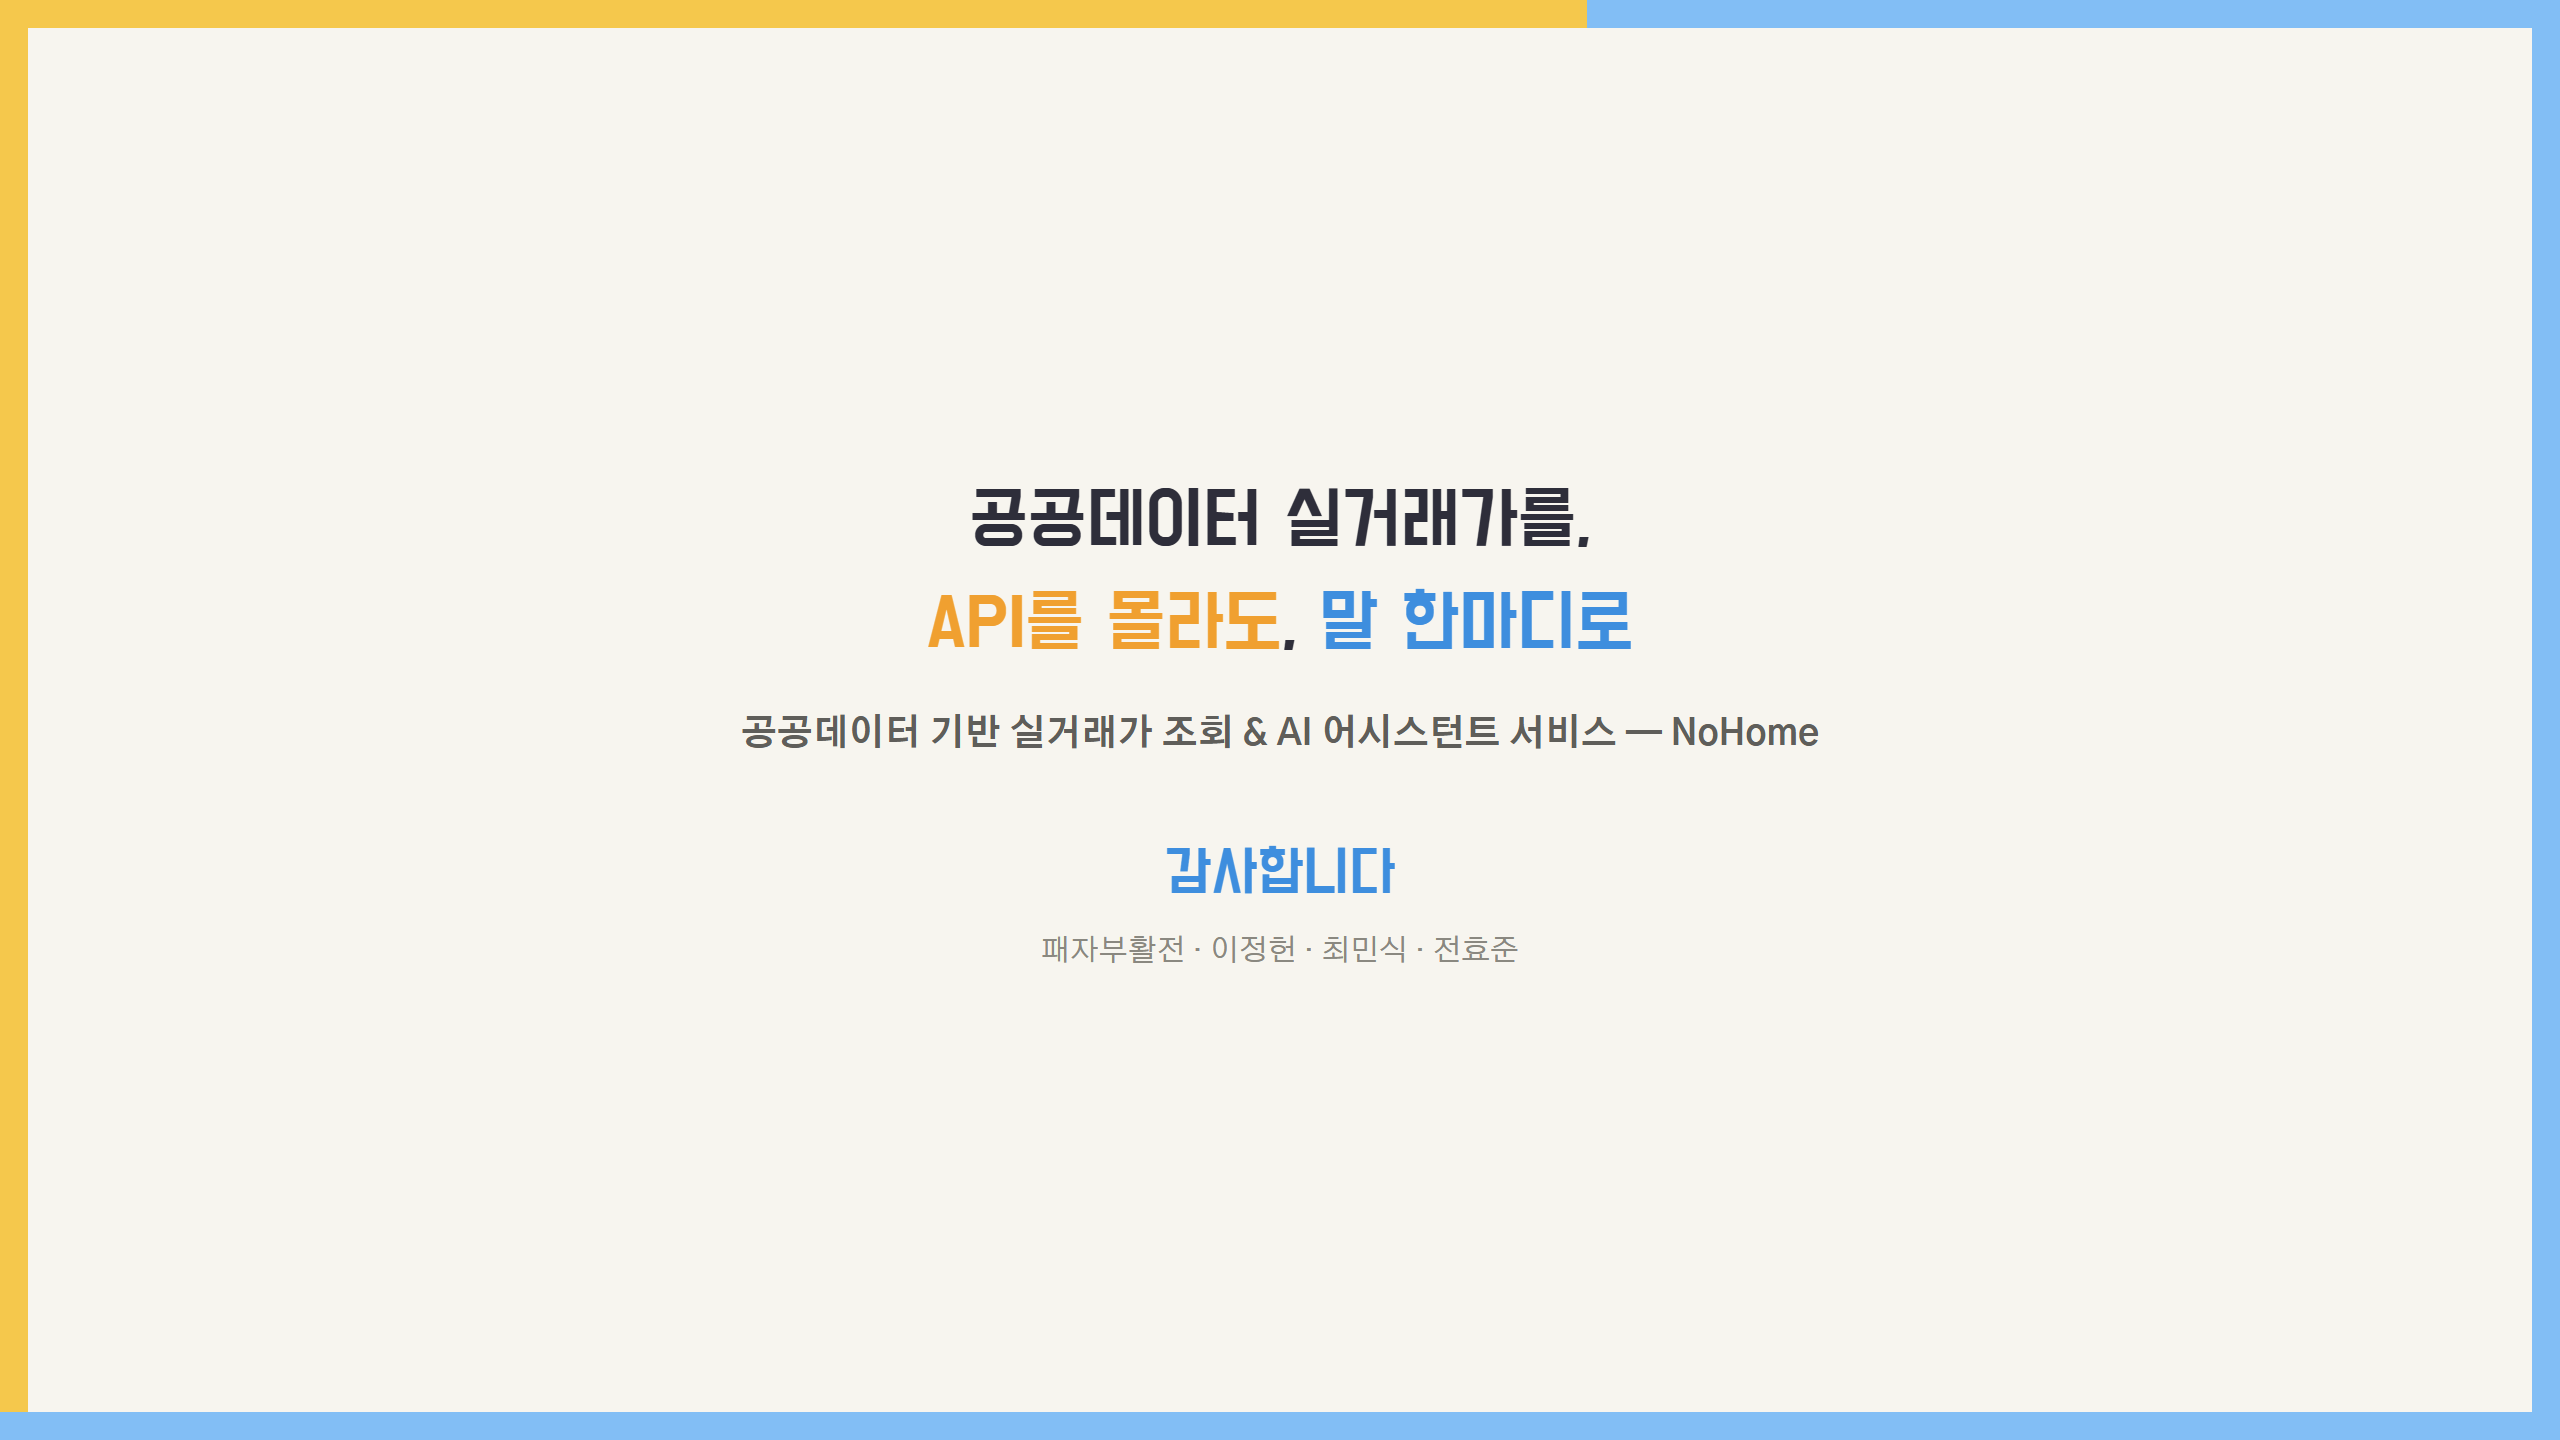 공공데이터 실거래가를,
API를 몰라도, 말 한마디로
공공데이터 기반 실거래가 조회 & AI 어시스턴트 서비스 — NoHome
감사합니다
패자부활전 · 이정헌 · 최민식 · 전효준